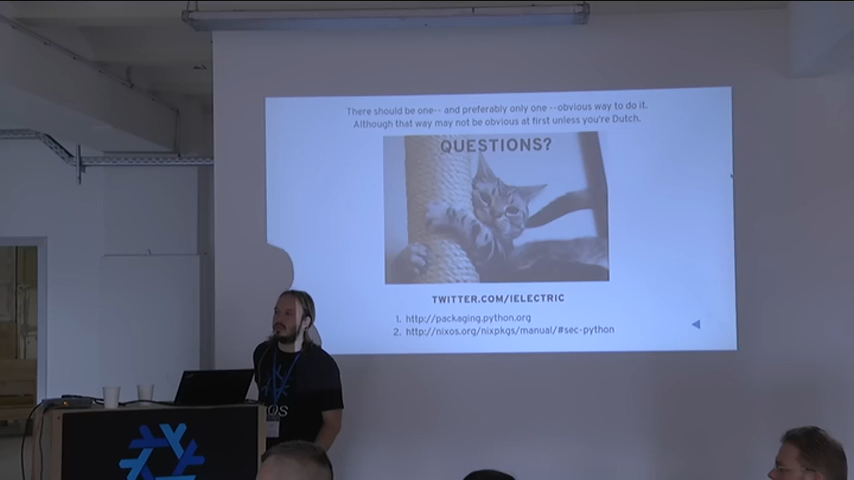 There should be one-- and preferably only one --obvious way to do it.
Although that way may not be obvious at first unless you're Dutch.
QUESTIONS?
TWITTER.COM/IELECTRIC
1. http://packaging.python.org
2. http://nixos.org/nixpkgs/manual/#sec-python
OS